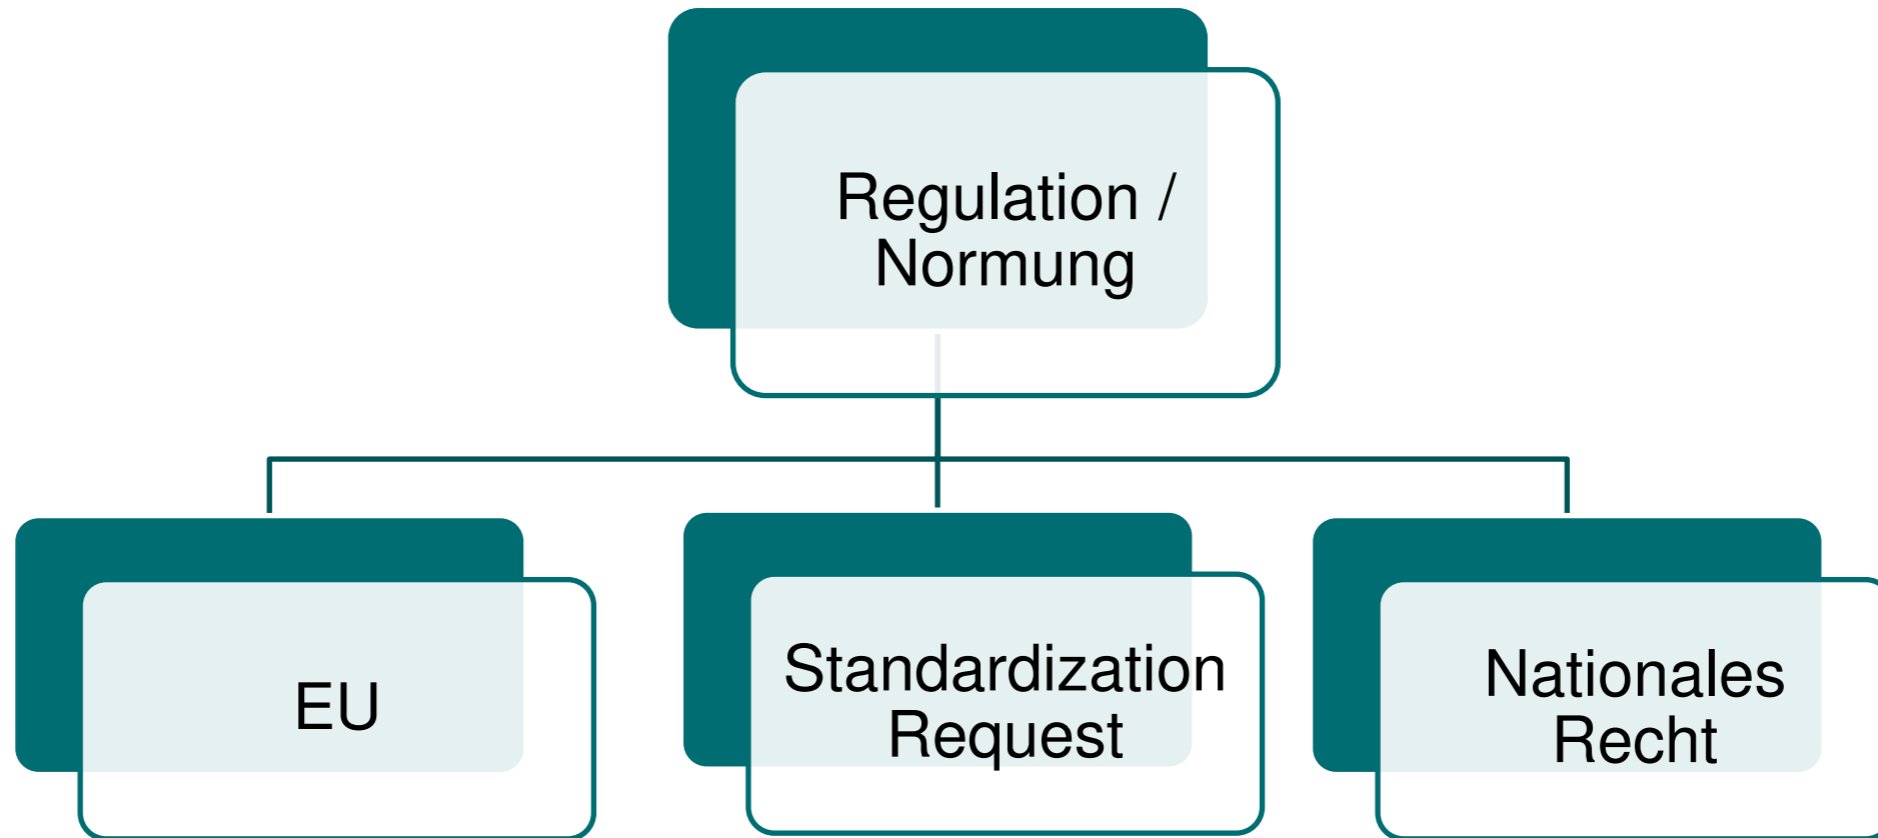 Regulation /
Normung
EU
Standardization
Request
Nationales
Recht